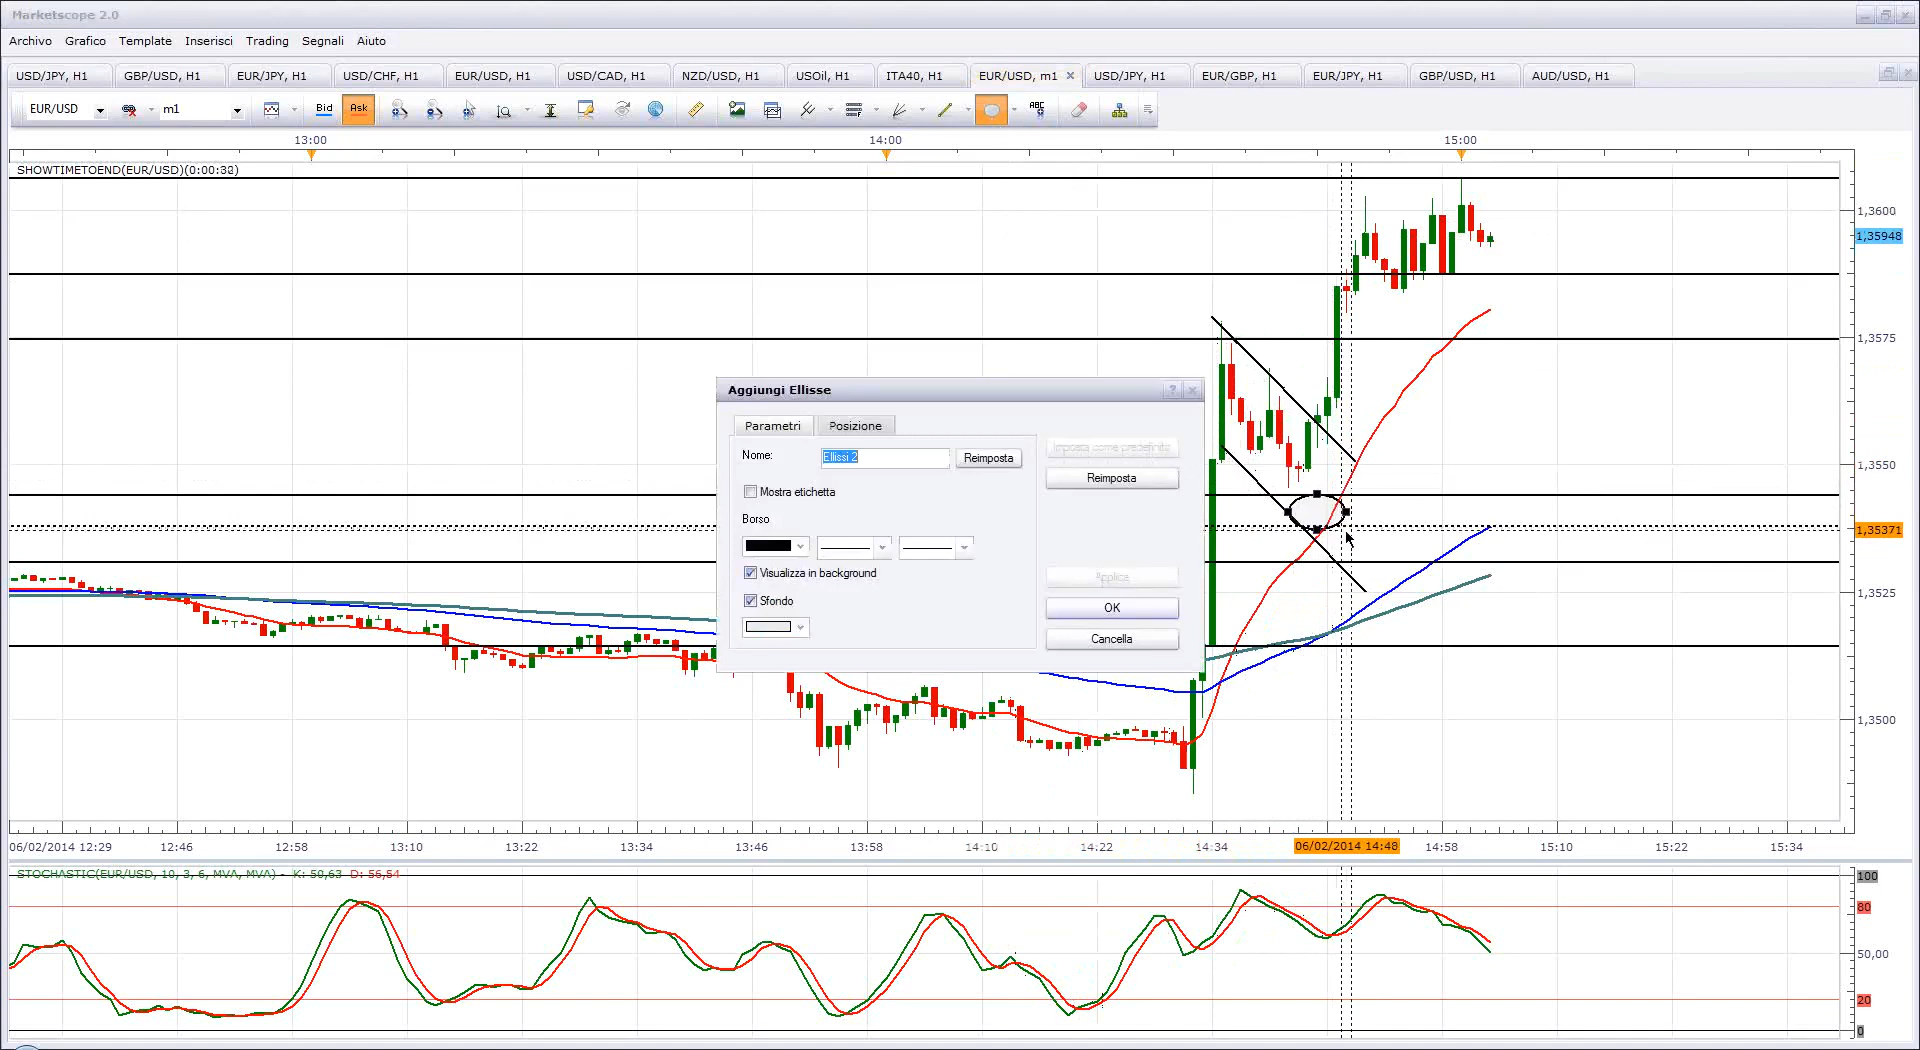 Marketscope 2.0
Archivo Grafico Template Inserisci Trading Segnali Aiuto
USD/JPY, H1 GBP/USD, H1 EUR/JPY, H1 USD/CHF, H1 EUR/USD, H1 USD/CAD, H1 NZD/USD, H1 USOil, H1 ITA40, H1 EUR/USD, m1 USD/JPY, H1 EUR/GBP, H1 EUR/JPY, H1 GBP/USD, H1 AUD/USD, H1
EUR/USD m1 Bid Ask ABC
13:00 14:00 15:00
SHOWTIMETOEND(EUR/USD)(0:00:32)
1,3600
1,35948
1,3575
1,3550
1,35371
1,3525
1,3500
Aggiungi Ellisse
Parametri Posizione
Imposta come predefinito
Nome: Ellissi 2 Reimposta
Reimposta
Mostra etichetta
Borso
Visualizza in background
Applica
Sfondo
OK
Cancella
06/02/2014 12:29 12:46 12:58 13:10 13:22 13:34 13:46 13:58 14:10 14:22 14:34 06/02/2014 14:48 14:58 15:10 15:22 15:34
STOCHASTIC(EUR/USD, 10, 3, 6, MVA, MVA) - K: 50,63 D: 56,54
100
80
50,00
20
0